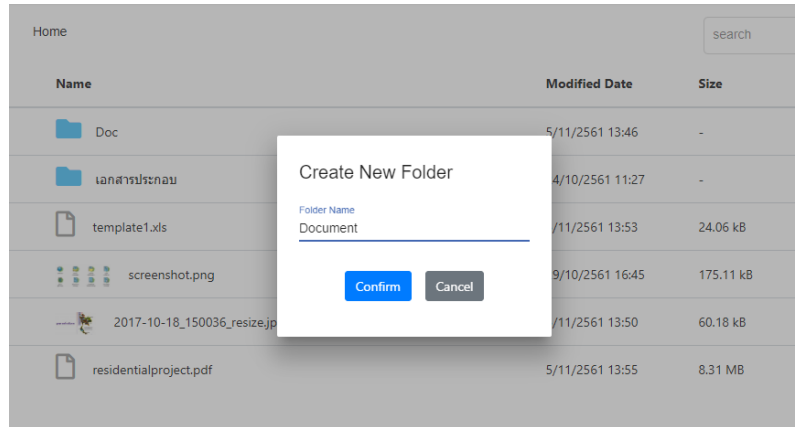 Home
search
Name Modified Date Size
Doc 5/11/2561 13:46 -
เอกสารประกอบ 4/10/2561 11:27 -
template1.xls /11/2561 13:53 24.06 kB
screenshot.png 9/10/2561 16:45 175.11 kB
2017-10-18_150036_resize.jp /11/2561 13:50 60.18 kB
residentialproject.pdf 5/11/2561 13:55 8.31 MB
Create New Folder
Folder Name
Document
Confirm Cancel